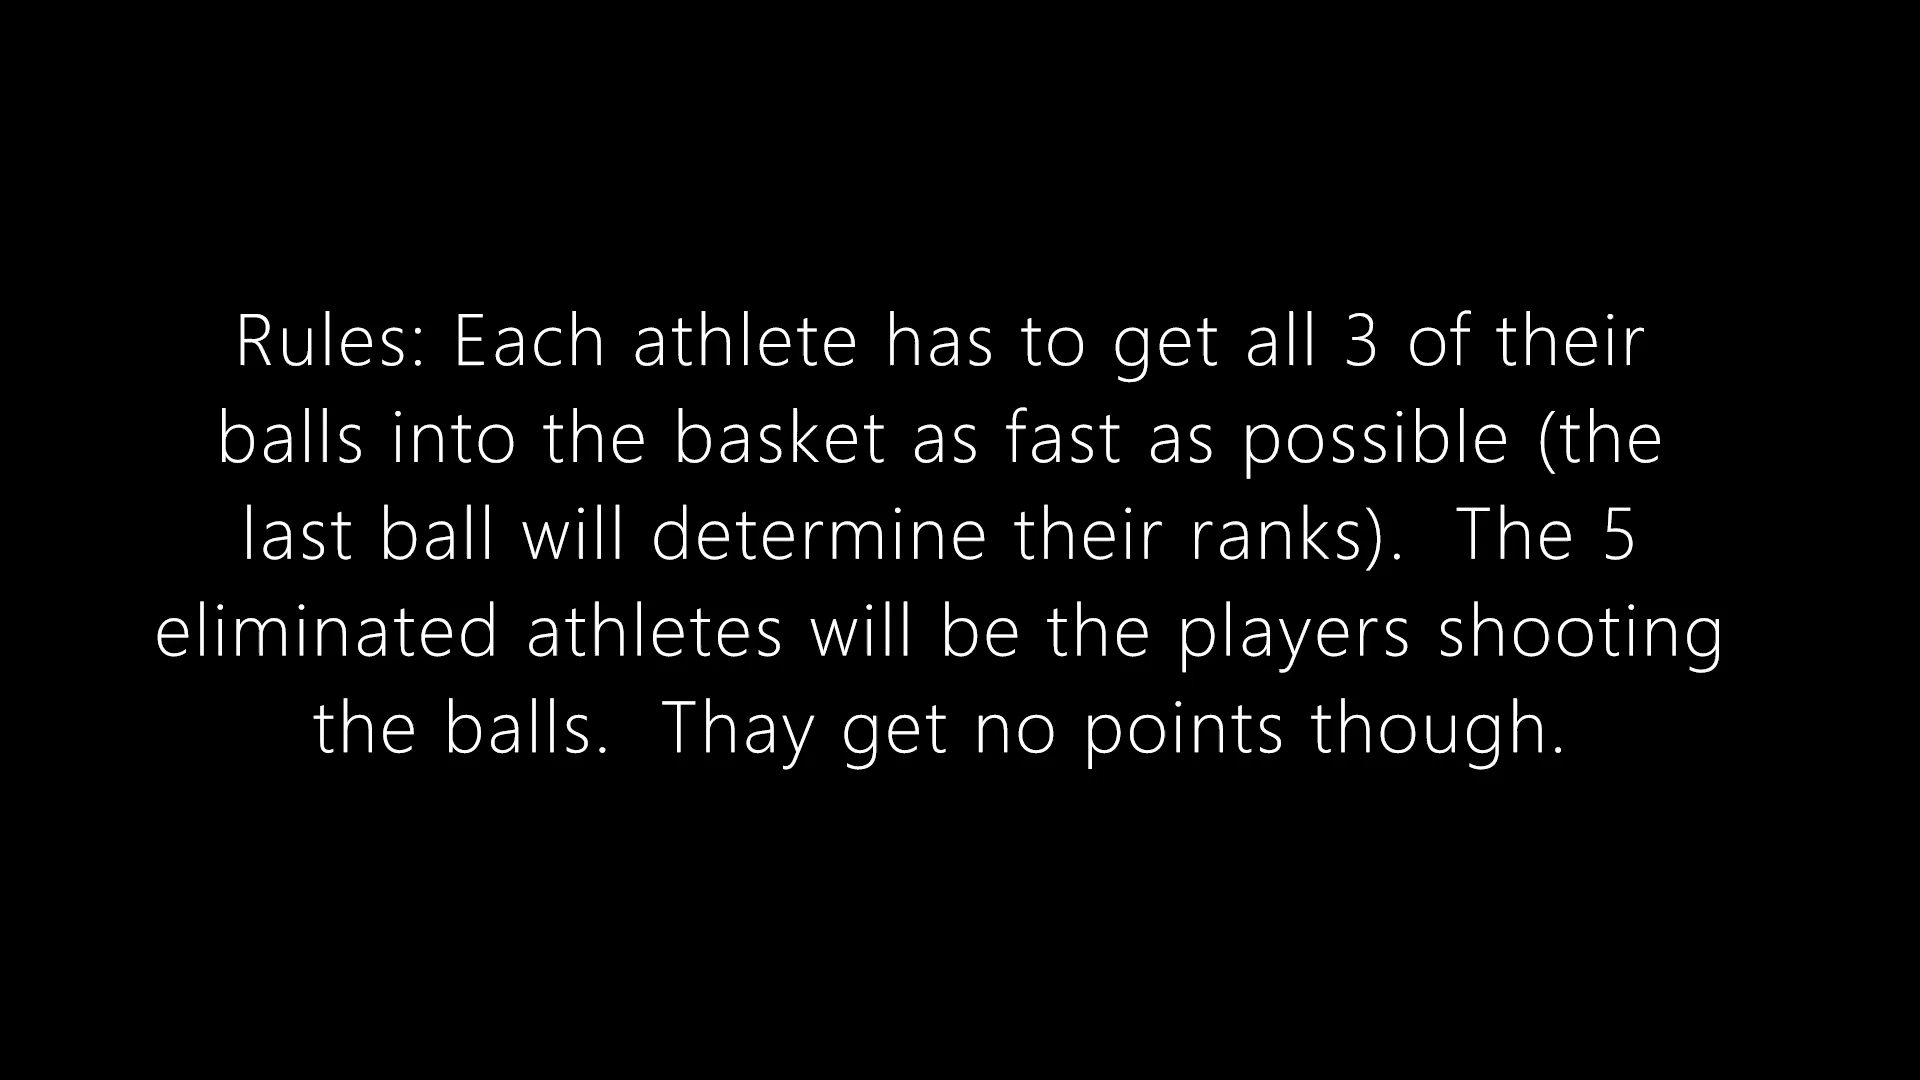 Rules: Each athlete has to get all 3 of their
balls into the basket as fast as possible (the
last ball will determine their ranks).  The 5
eliminated athletes will be the players shooting
the balls.  Thay get no points though.